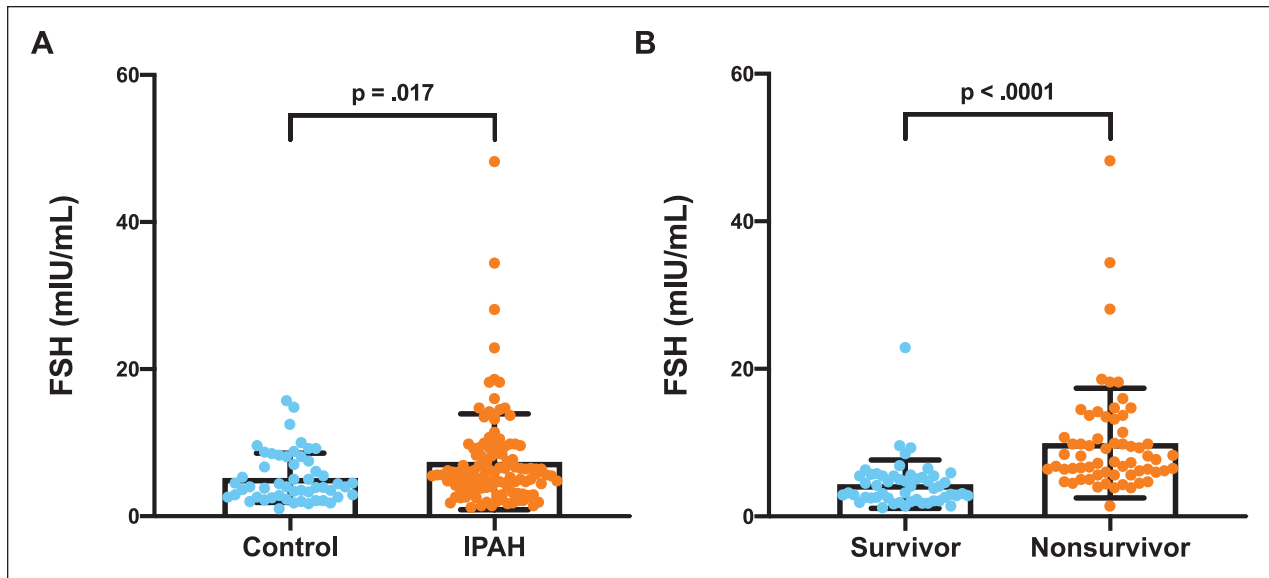 A
B
60
p = .017
40
20
0
FSH (mIU/mL)
Control
IPAH
60
p < .0001
40
20
0
FSH (mIU/mL)
Survivor
Nonsurvivor